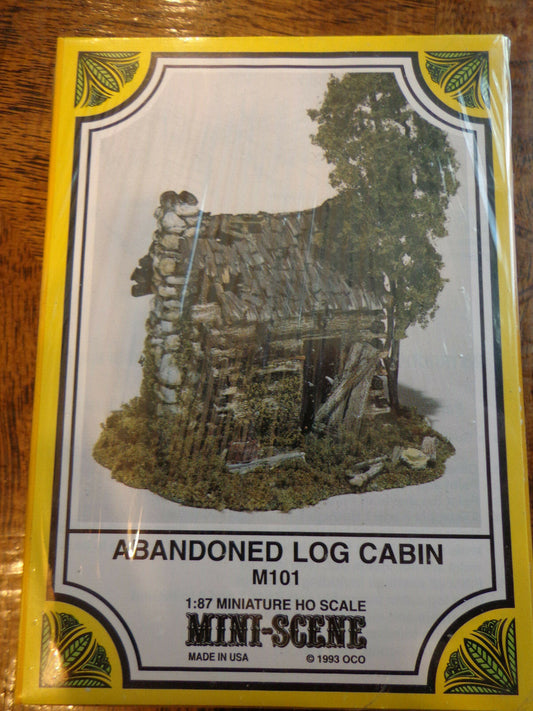 ABANDONED LOG CABIN
M101
1:87 MINIATURE HO SCALE
MINI-SCENE
MADE IN USA © 1993 OCO